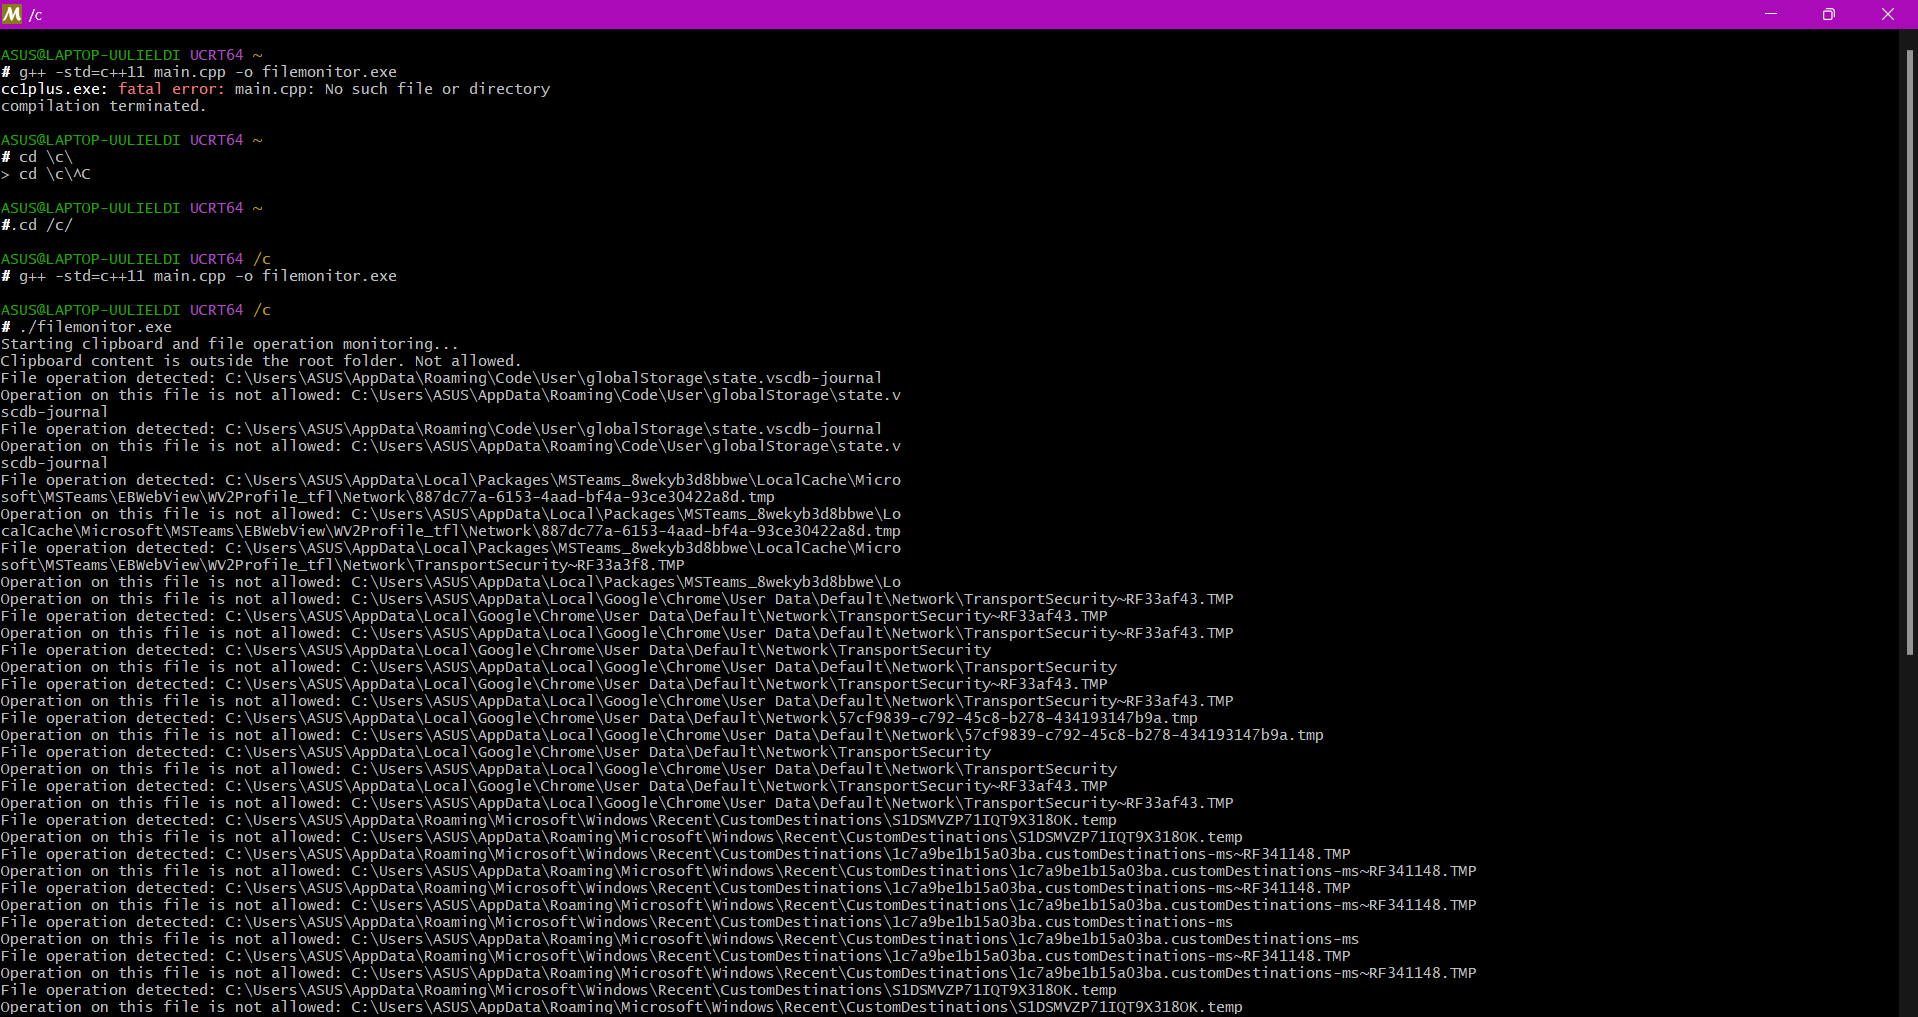 M /c
ASUS@LAPTOP-UULIELDI UCRT64 ~
# g++ -std=c++11 main.cpp -o filemonitor.exe
cc1plus.exe: fatal error: main.cpp: No such file or directory
compilation terminated.
ASUS@LAPTOP-UULIELDI UCRT64 ~
# cd \c\
> cd \c\^C
ASUS@LAPTOP-UULIELDI UCRT64 ~
#.cd /c/
ASUS@LAPTOP-UULIELDI UCRT64 /c
# g++ -std=c++11 main.cpp -o filemonitor.exe
ASUS@LAPTOP-UULIELDI UCRT64 /c
# ./filemonitor.exe
Starting clipboard and file operation monitoring...
Clipboard content is outside the root folder. Not allowed.
File operation detected: C:\Users\ASUS\AppData\Roaming\Code\User\globalStorage\state.vscdb-journal
Operation on this file is not allowed: C:\Users\ASUS\AppData\Roaming\Code\User\globalStorage\state.v
scdb-journal
File operation detected: C:\Users\ASUS\AppData\Roaming\Code\User\globalStorage\state.vscdb-journal
Operation on this file is not allowed: C:\Users\ASUS\AppData\Roaming\Code\User\globalStorage\state.v
scdb-journal
File operation detected: C:\Users\ASUS\AppData\Local\Packages\MSTeams_8wekyb3d8bbwe\LocalCache\Micro
soft\MSTeams\EBWebView\WV2Profile_tfl\Network\887dc77a-6153-4aad-bf4a-93ce30422a8d.tmp
Operation on this file is not allowed: C:\Users\ASUS\AppData\Local\Packages\MSTeams_8wekyb3d8bbwe\Lo
calCache\Microsoft\MSTeams\EBWebView\WV2Profile_tfl\Network\887dc77a-6153-4aad-bf4a-93ce30422a8d.tmp
File operation detected: C:\Users\ASUS\AppData\Local\Packages\MSTeams_8wekyb3d8bbwe\LocalCache\Micro
soft\MSTeams\EBWebView\WV2Profile_tfl\Network\TransportSecurity~RF33a3f8.TMP
Operation on this file is not allowed: C:\Users\ASUS\AppData\Local\Packages\MSTeams_8wekyb3d8bbwe\Lo
Operation on this file is not allowed: C:\Users\ASUS\AppData\Local\Google\Chrome\User Data\Default\Network\TransportSecurity~RF33af43.TMP
File operation detected: C:\Users\ASUS\AppData\Local\Google\Chrome\User Data\Default\Network\TransportSecurity~RF33af43.TMP
Operation on this file is not allowed: C:\Users\ASUS\AppData\Local\Google\Chrome\User Data\Default\Network\TransportSecurity~RF33af43.TMP
File operation detected: C:\Users\ASUS\AppData\Local\Google\Chrome\User Data\Default\Network\TransportSecurity
Operation on this file is not allowed: C:\Users\ASUS\AppData\Local\Google\Chrome\User Data\Default\Network\TransportSecurity
File operation detected: C:\Users\ASUS\AppData\Local\Google\Chrome\User Data\Default\Network\TransportSecurity~RF33af43.TMP
Operation on this file is not allowed: C:\Users\ASUS\AppData\Local\Google\Chrome\User Data\Default\Network\TransportSecurity~RF33af43.TMP
File operation detected: C:\Users\ASUS\AppData\Local\Google\Chrome\User Data\Default\Network\57cf9839-c792-45c8-b278-434193147b9a.tmp
Operation on this file is not allowed: C:\Users\ASUS\AppData\Local\Google\Chrome\User Data\Default\Network\57cf9839-c792-45c8-b278-434193147b9a.tmp
File operation detected: C:\Users\ASUS\AppData\Local\Google\Chrome\User Data\Default\Network\TransportSecurity
Operation on this file is not allowed: C:\Users\ASUS\AppData\Local\Google\Chrome\User Data\Default\Network\TransportSecurity
File operation detected: C:\Users\ASUS\AppData\Local\Google\Chrome\User Data\Default\Network\TransportSecurity~RF33af43.TMP
Operation on this file is not allowed: C:\Users\ASUS\AppData\Local\Google\Chrome\User Data\Default\Network\TransportSecurity~RF33af43.TMP
File operation detected: C:\Users\ASUS\AppData\Roaming\Microsoft\Windows\Recent\CustomDestinations\S1DSMVZP71IQT9X318OK.temp
Operation on this file is not allowed: C:\Users\ASUS\AppData\Roaming\Microsoft\Windows\Recent\CustomDestinations\S1DSMVZP71IQT9X318OK.temp
File operation detected: C:\Users\ASUS\AppData\Roaming\Microsoft\Windows\Recent\CustomDestinations\1c7a9be1b15a03ba.customDestinations-ms~RF341148.TMP
Operation on this file is not allowed: C:\Users\ASUS\AppData\Roaming\Microsoft\Windows\Recent\CustomDestinations\1c7a9be1b15a03ba.customDestinations-ms~RF341148.TMP
File operation detected: C:\Users\ASUS\AppData\Roaming\Microsoft\Windows\Recent\CustomDestinations\1c7a9be1b15a03ba.customDestinations-ms~RF341148.TMP
Operation on this file is not allowed: C:\Users\ASUS\AppData\Roaming\Microsoft\Windows\Recent\CustomDestinations\1c7a9be1b15a03ba.customDestinations-ms~RF341148.TMP
File operation detected: C:\Users\ASUS\AppData\Roaming\Microsoft\Windows\Recent\CustomDestinations\1c7a9be1b15a03ba.customDestinations-ms
Operation on this file is not allowed: C:\Users\ASUS\AppData\Roaming\Microsoft\Windows\Recent\CustomDestinations\1c7a9be1b15a03ba.customDestinations-ms
File operation detected: C:\Users\ASUS\AppData\Roaming\Microsoft\Windows\Recent\CustomDestinations\1c7a9be1b15a03ba.customDestinations-ms~RF341148.TMP
Operation on this file is not allowed: C:\Users\ASUS\AppData\Roaming\Microsoft\Windows\Recent\CustomDestinations\1c7a9be1b15a03ba.customDestinations-ms~RF341148.TMP
File operation detected: C:\Users\ASUS\AppData\Roaming\Microsoft\Windows\Recent\CustomDestinations\S1DSMVZP71IQT9X318OK.temp
Operation on this file is not allowed: C:\Users\ASUS\AppData\Roaming\Microsoft\Windows\Recent\CustomDestinations\S1DSMVZP71IQT9X318OK.temp